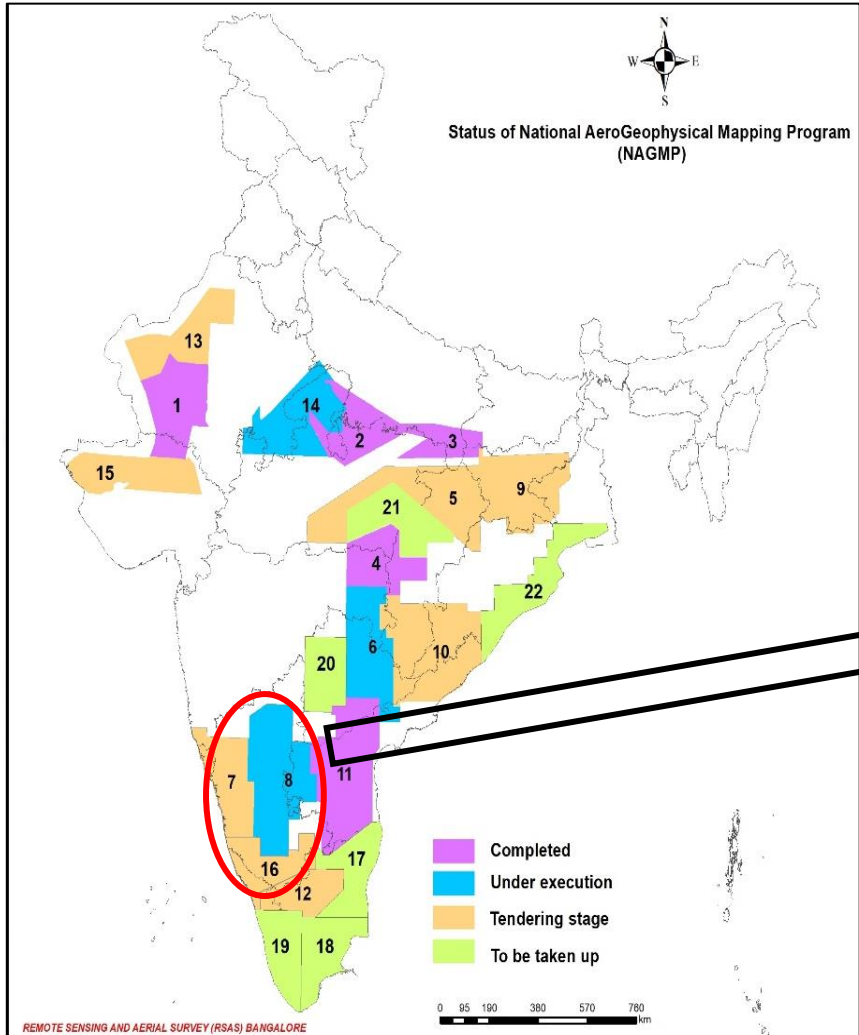 N
W E
S
Status of National AeroGeophysical Mapping Program
(NAGMP)
13
1
14
2
3
15
5
9
21
4
22
6
10
20
7
8
11
16
12
17
19
18
Completed
Under execution
Tendering stage
To be taken up
0 95 190 380 570 780
km
REMOTE SENSING AND AERIAL SURVEY (RSAS) BANGALORE